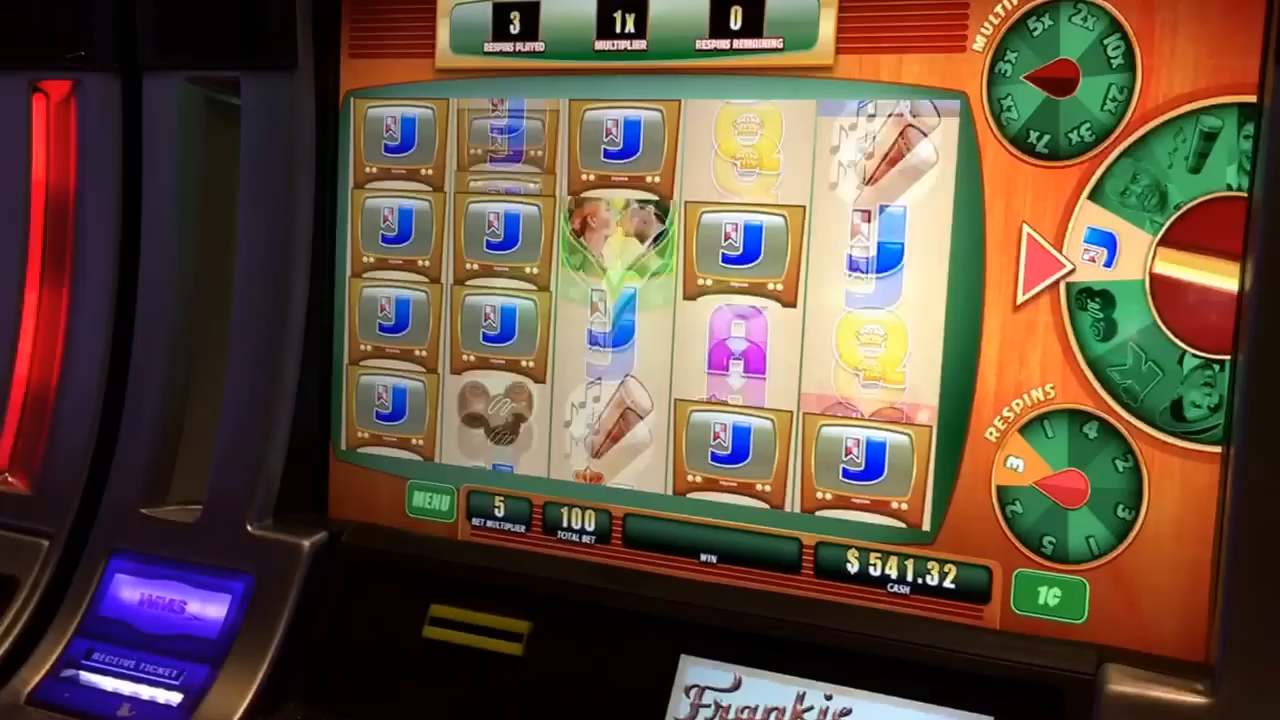 3 1x 0
RESPINS PLAYED MULTIPLIER RESPINS REMAINING
MULTI
5x 2x 10x 2x 3x 7x 2x 3x
J J J Q
J J J J
J J J Q
J J J
J
K
RESPINS
1 4 2 3 1 5 2 3
MENU
5
BET MULTIPLIER
100
TOTAL BET
WIN
$ 541.32
CASH
1¢
WMS
RECEIVE TICKET
Frankie